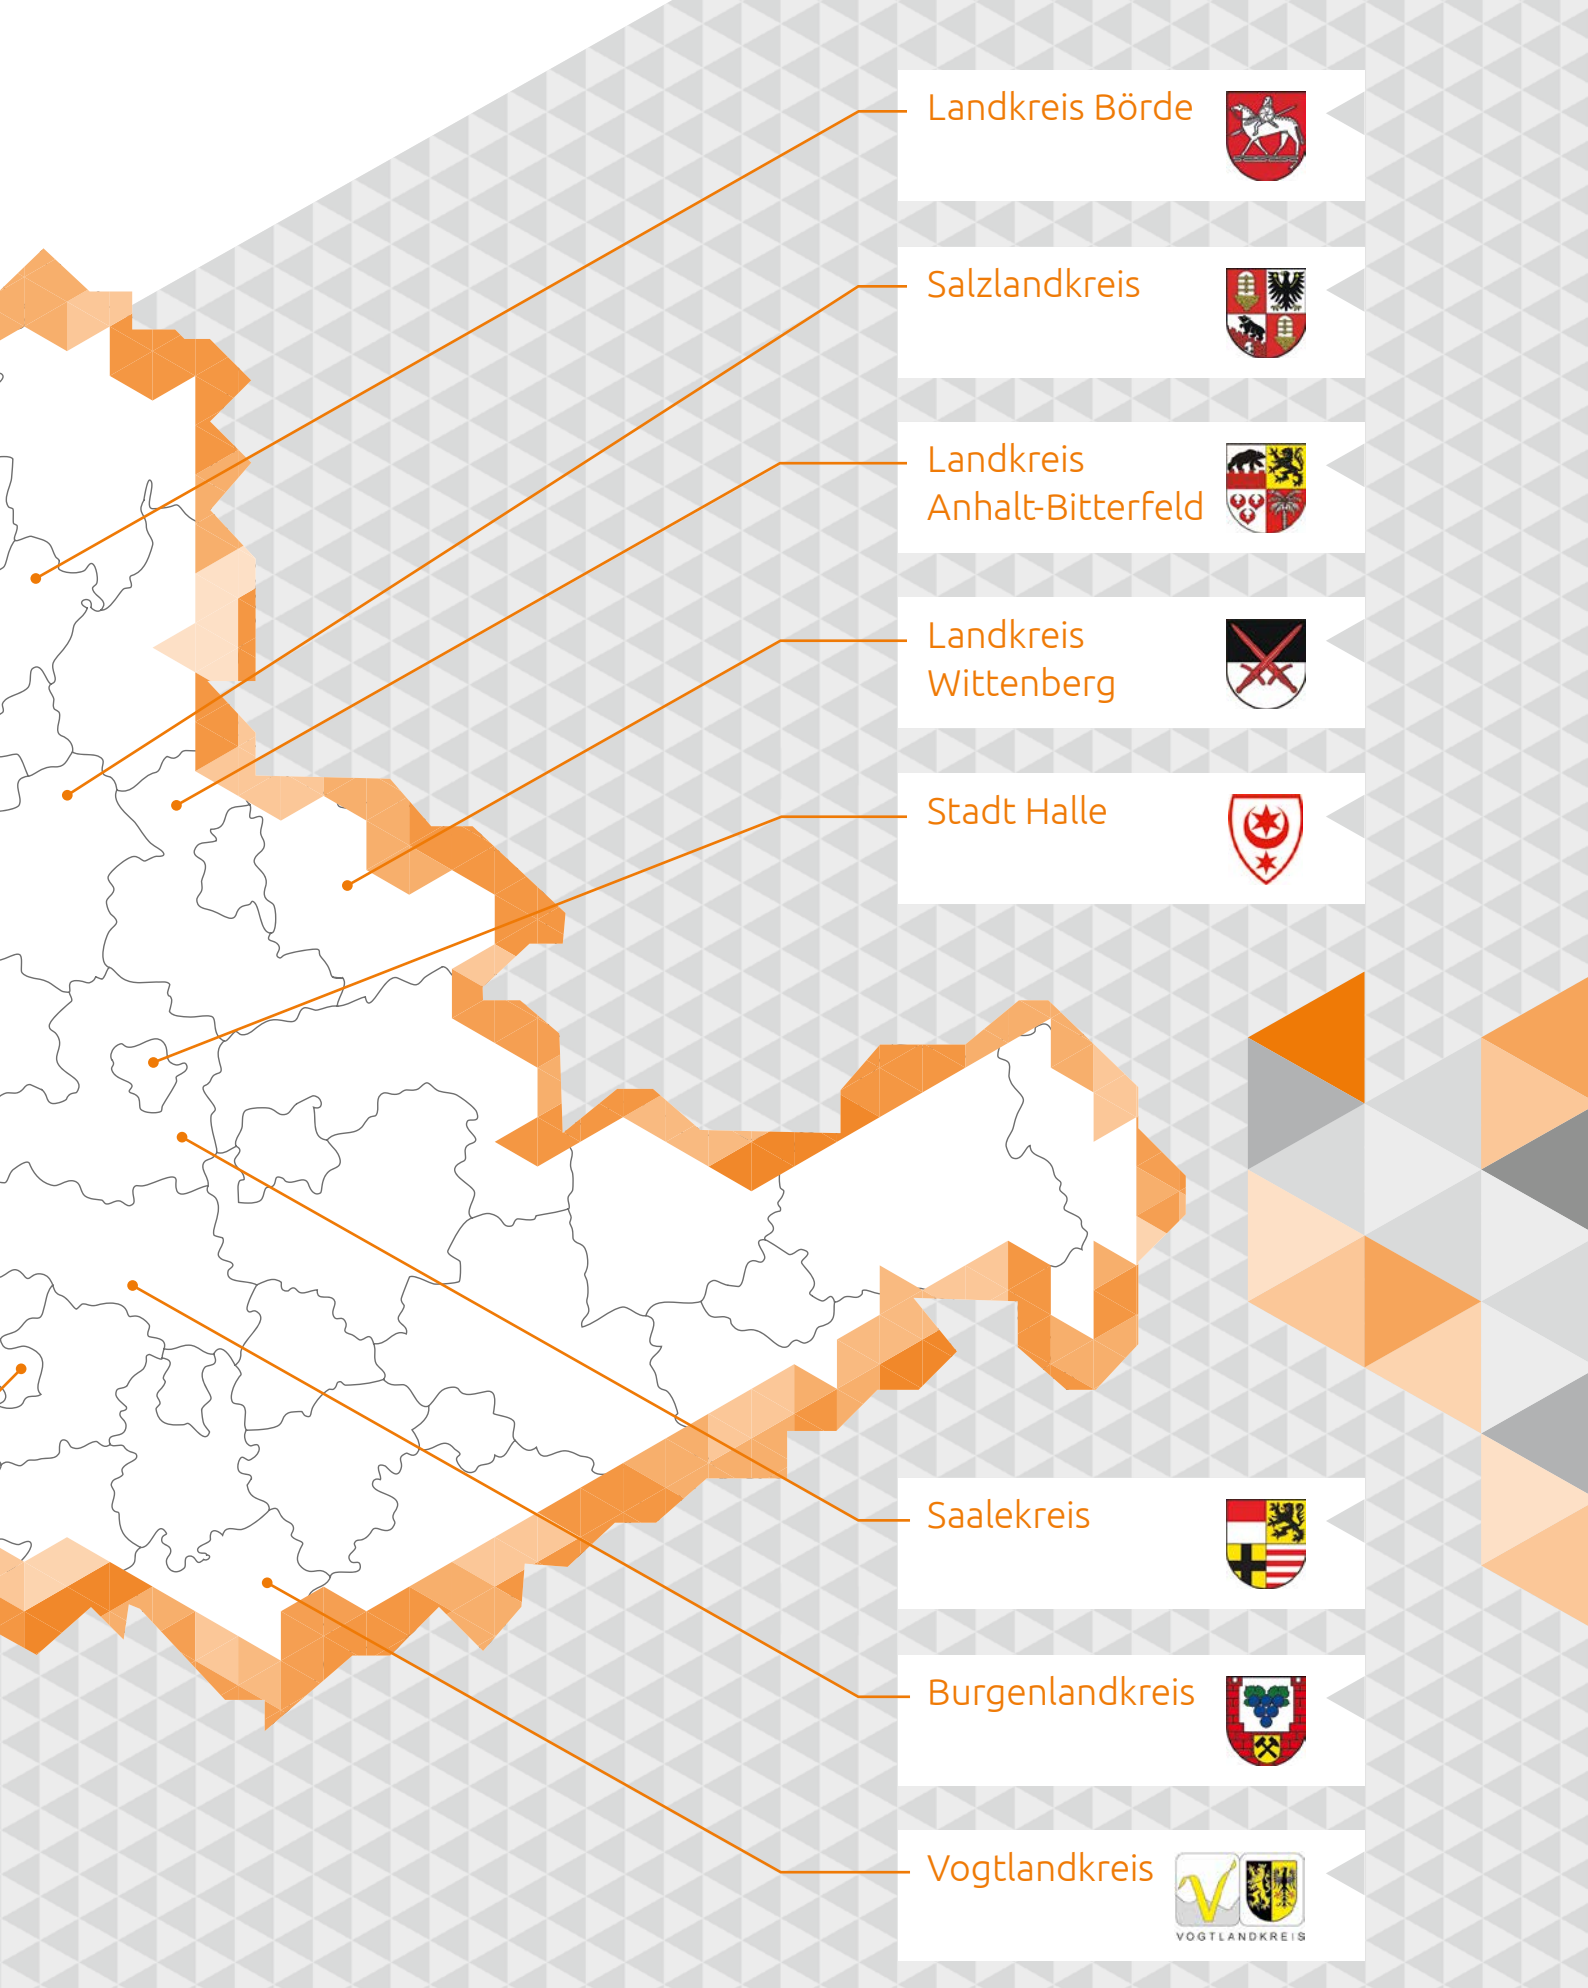 Landkreis Börde
Salzlandkreis
Landkreis
Anhalt-Bitterfeld
Landkreis
Wittenberg
Stadt Halle
Saalekreis
Burgenlandkreis
Vogtlandkreis
VOGTLANDKREIS